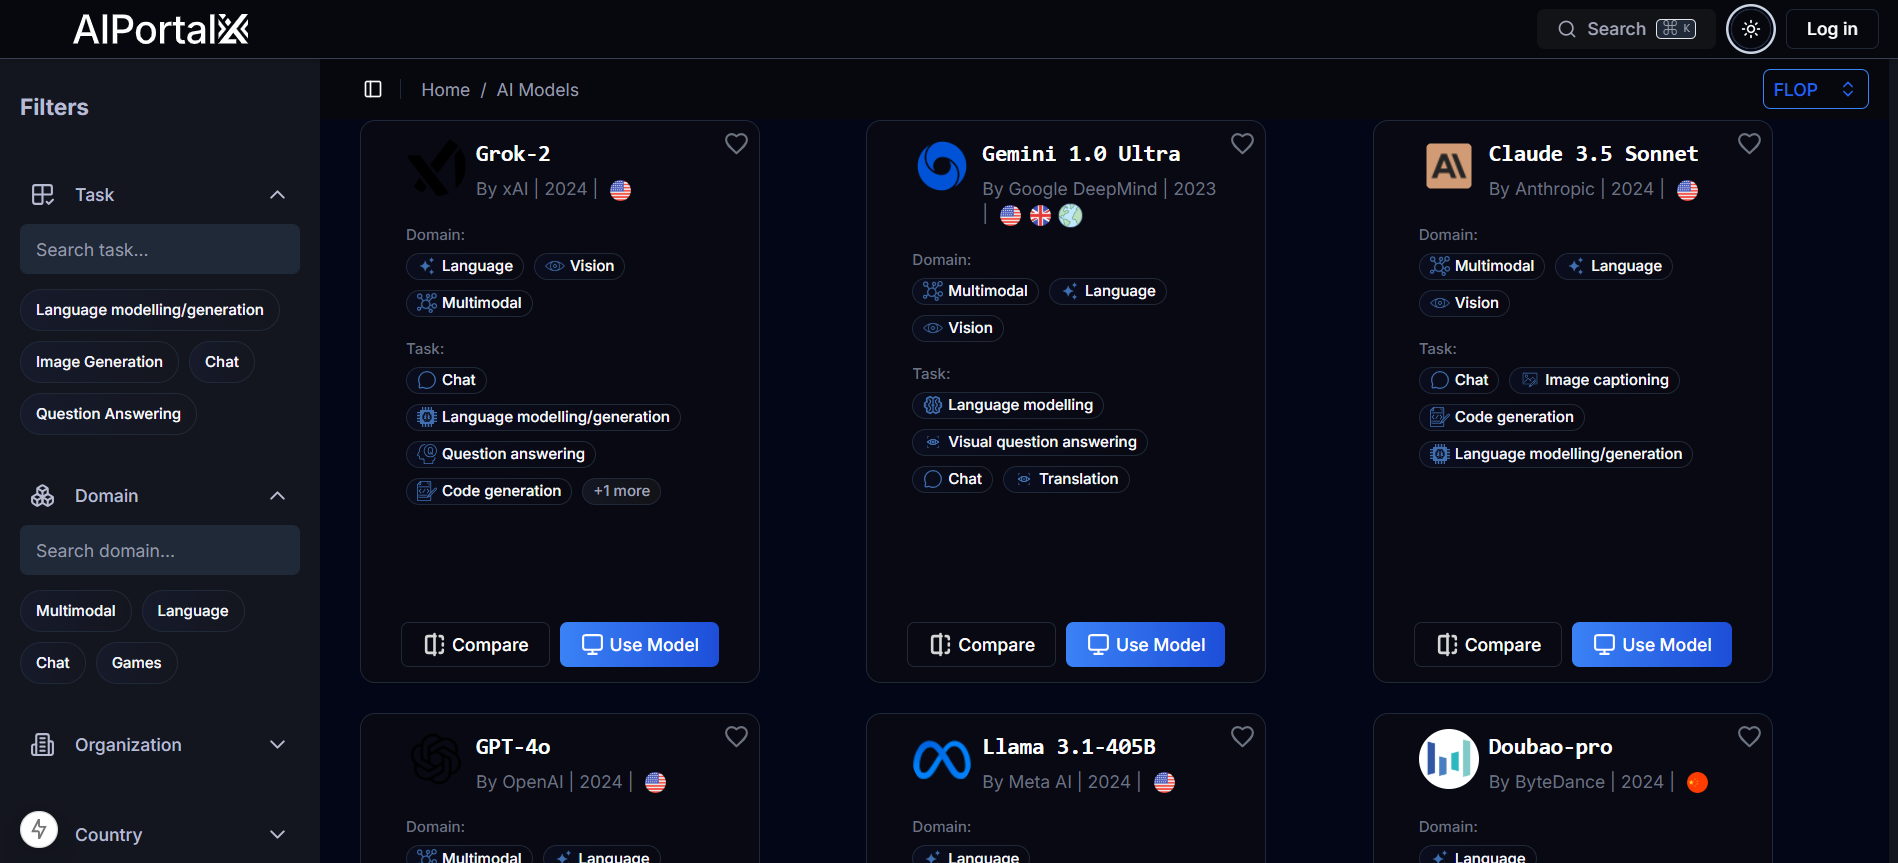 AIPortalX
Search ⌘ K
Log in
Filters
Home / AI Models
FLOP
Task
Search task...
Language modelling/generation
Image Generation
Chat
Question Answering
Domain
Search domain...
Multimodal
Language
Chat
Games
Organization
Country
Grok-2
By xAI | 2024 |
Domain:
Language
Vision
Multimodal
Task:
Chat
Language modelling/generation
Question answering
Code generation
+1 more
Compare
Use Model
Gemini 1.0 Ultra
By Google DeepMind | 2023
|
Domain:
Multimodal
Language
Vision
Task:
Language modelling
Visual question answering
Chat
Translation
Compare
Use Model
Claude 3.5 Sonnet
By Anthropic | 2024 |
Domain:
Multimodal
Language
Vision
Task:
Chat
Image captioning
Code generation
Language modelling/generation
Compare
Use Model
GPT-4o
By OpenAI | 2024 |
Domain:
Multimodal
Language
Llama 3.1-405B
By Meta AI | 2024 |
Domain:
Language
Doubao-pro
By ByteDance | 2024 |
Domain:
Language